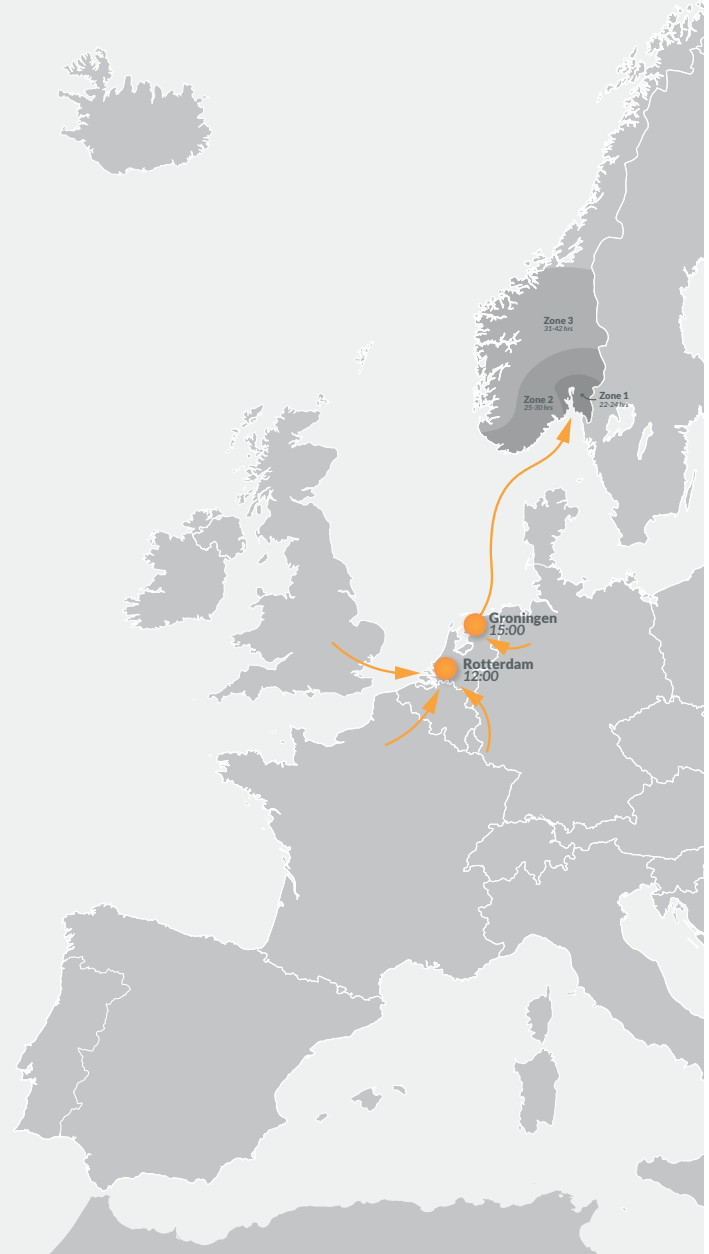 Zone 3
31-42 hrs
Zone 2
25-30 hrs
Zone 1
22-24 hrs
Groningen
15:00
Rotterdam
12:00